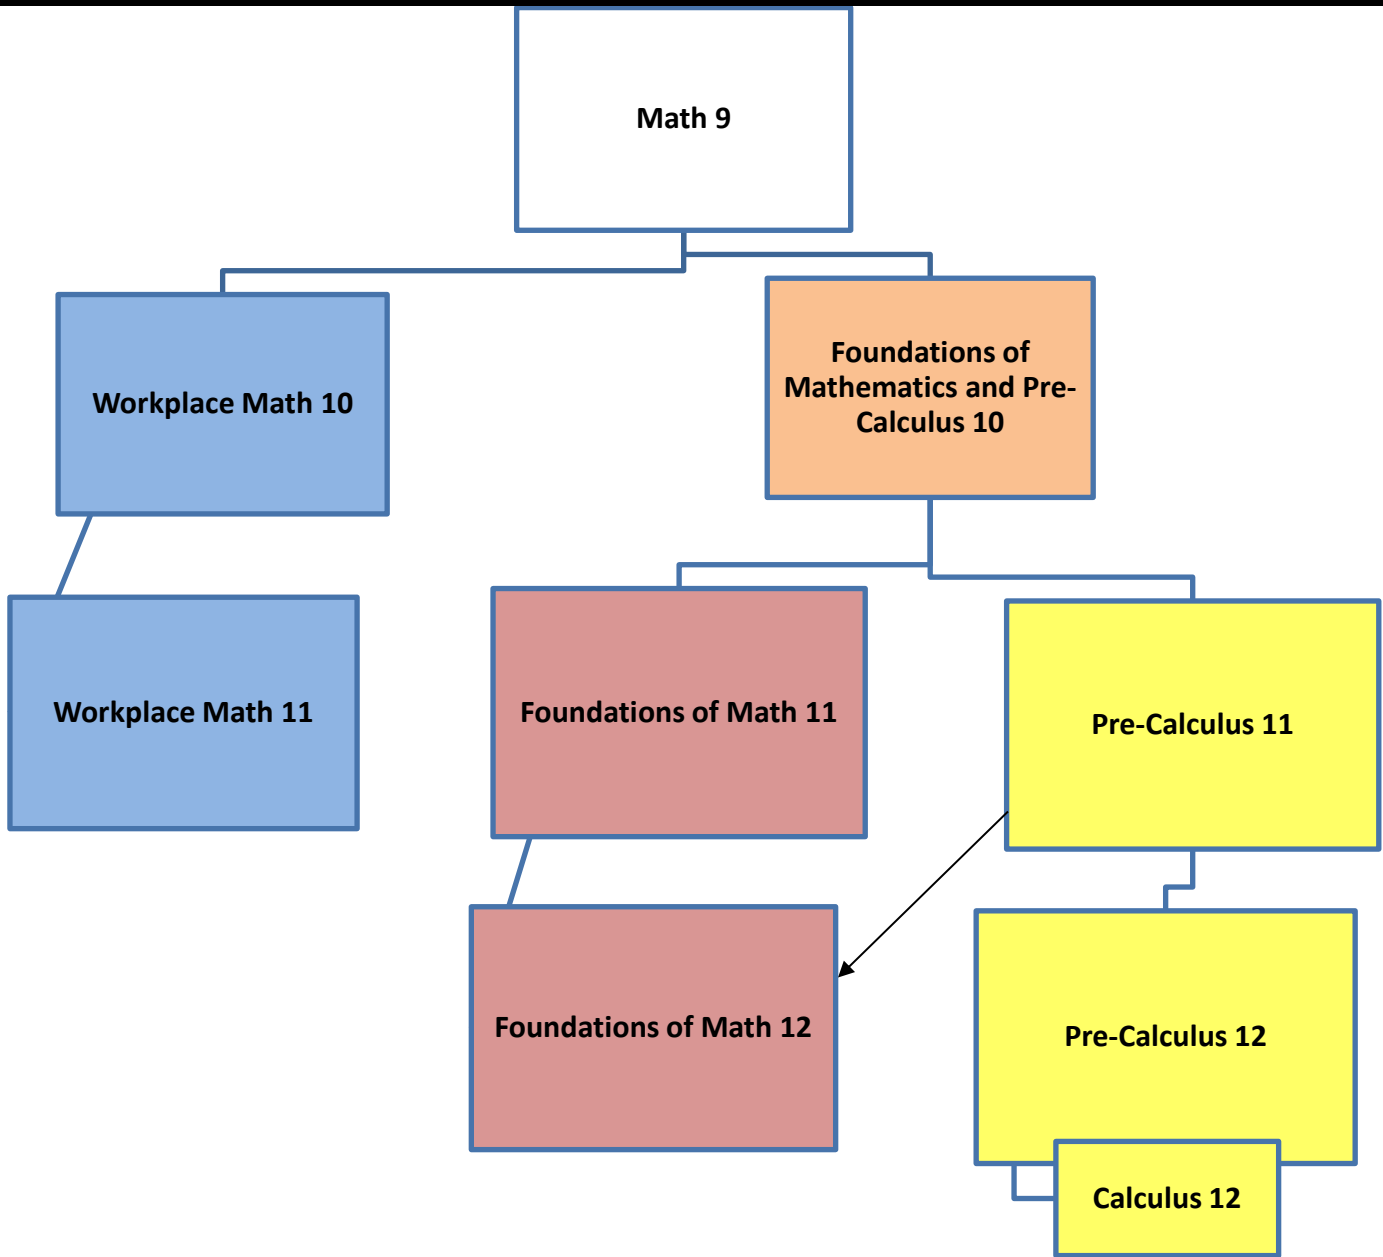 Math 9
Workplace Math 10
Foundations of
Mathematics and Pre-
Calculus 10
Workplace Math 11
Foundations of Math 11
Pre-Calculus 11
Foundations of Math 12
Pre-Calculus 12
Calculus 12